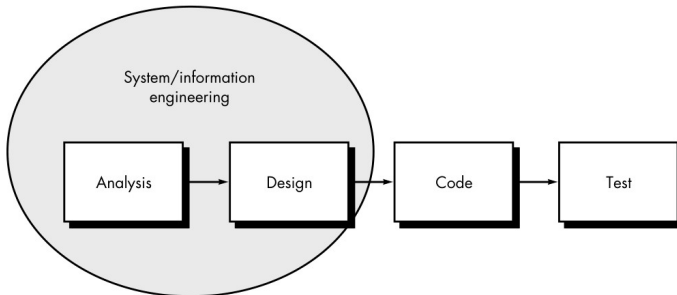 System/information
engineering
Analysis
Design
Code
Test